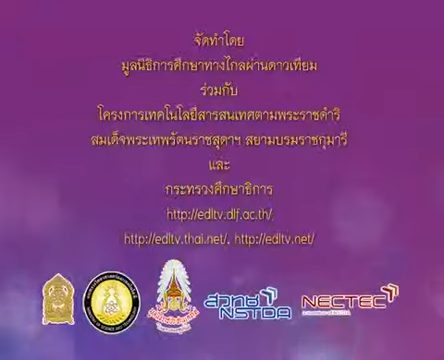 จัดทำโดย
มูลนิธิการศึกษาทางไกลผ่านดาวเทียม
ร่วมกับ
โครงการเทคโนโลยีสารสนเทศตามพระราชดำริ
สมเด็จพระเทพรัตนราชสุดาฯ สยามบรมราชกุมารี
และ
กระทรวงศึกษาธิการ
http://edltv.dlf.ac.th/
http://edltv.thai.net/, http://edltv.net/
สวทช
NSTDA
NECTEC